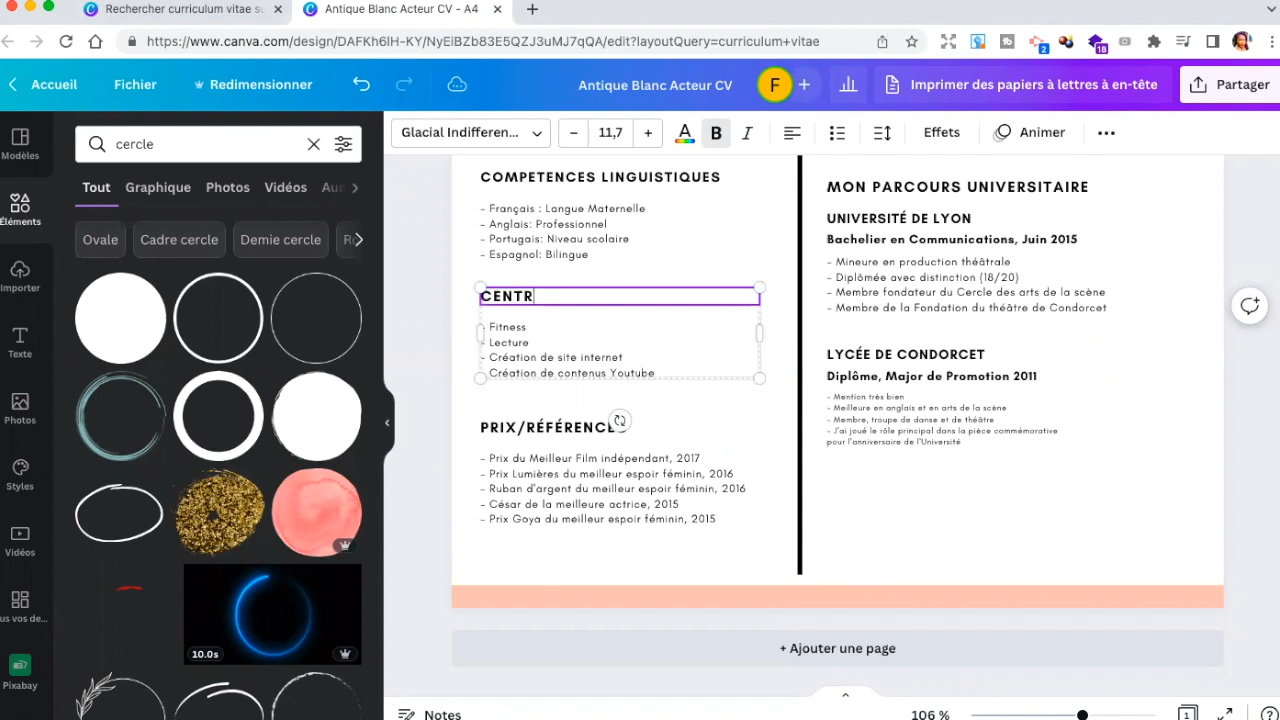 Rechercher curriculum vitae su
Antique Blanc Acteur CV - A4
https://www.canva.com/design/DAFKh6IH-KY/NyEiBZb83E5QZJ3uMJ7qQA/edit?layoutQuery=curriculum+vitae
2
18
Accueil
Fichier
Redimensionner
Antique Blanc Acteur CV
F
Imprimer des papiers à lettres à en-tête
Partager
Glacial Indifferen...
11,7
A
B
I
Effets
Animer
Modèles
Éléments
Importer
Texte
Photos
Styles
Vidéos
us vos de...
Pixabay
cercle
Tout
Graphique
Photos
Vidéos
Ovale
Cadre cercle
Demie cercle
10.0s
COMPETENCES LINGUISTIQUES
- Français : Langue Maternelle
- Anglais: Professionnel
- Portugais: Niveau scolaire
- Espagnol: Bilingue
CENTR
- Fitness
- Lecture
- Création de site internet
- Création de contenus Youtube
PRIX/RÉFÉRENCE
- Prix du Meilleur Film indépendant, 2017
- Prix Lumières du meilleur espoir féminin, 2016
- Ruban d'argent du meilleur espoir féminin, 2016
- César de la meilleure actrice, 2015
- Prix Goya du meilleur espoir féminin, 2015
MON PARCOURS UNIVERSITAIRE
UNIVERSITÉ DE LYON
Bachelier en Communications, Juin 2015
- Mineure en production théâtrale
- Diplômée avec distinction (18/20)
- Membre fondateur du Cercle des arts de la scène
- Membre de la Fondation du théâtre de Condorcet
LYCÉE DE CONDORCET
Diplôme, Major de Promotion 2011
- Mention très bien
- Meilleure en anglais et en arts de la scène
- Membre, troupe de danse et de théâtre
- J'ai joué le rôle principal dans la pièce commémorative
pour l'anniversaire de l'Université
+ Ajouter une page
Notes
106 %
1